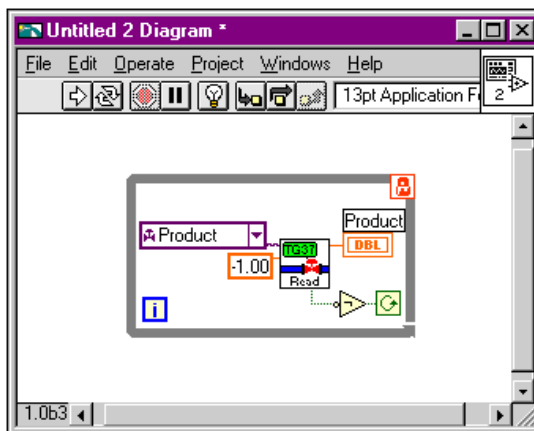 Untitled 2 Diagram *
File Edit Operate Project Windows Help
13pt Application F
2
Product
Product
TG37
DBL
-1.00
Read
i
1.0b3